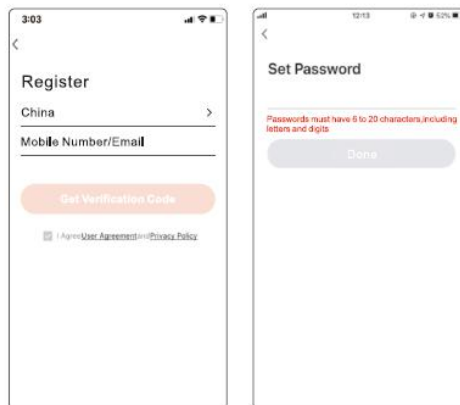 3:03
Register
China
Mobile Number/Email
Get Verification Code
I Agree User Agreement and Privacy Policy
12/13
52%
Set Password
Passwords must have 6 to 20 characters,including
letters and digits
Done